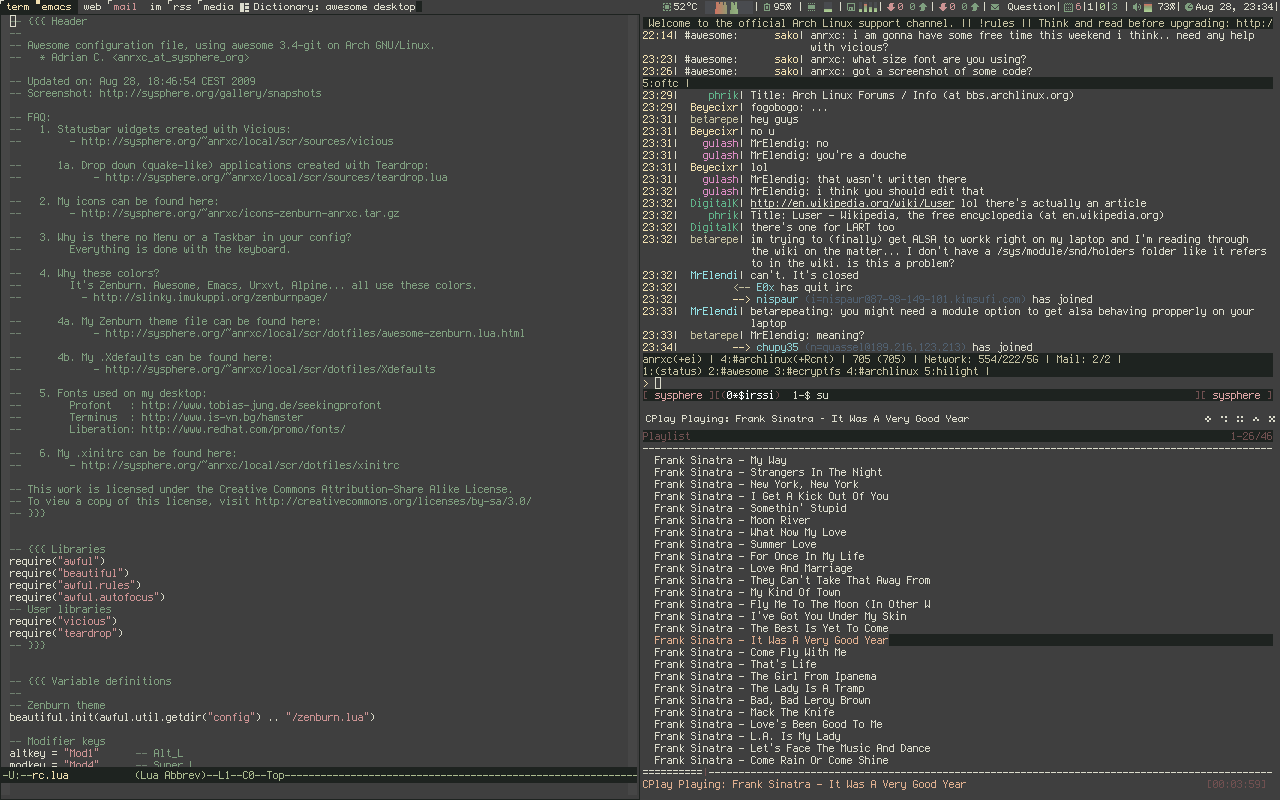 term emacs web mail im rss media Dictionary: awesome desktop 52°C 95% 0 0 0 0 Question 6|1|0|3 73% Aug 28, 23:34
-- {{{ Header
--
-- Awesome configuration file, using awesome 3.4-git on Arch GNU/Linux.
--   * Adrian C. <anrxc_at_sysphere_org>
-- Updated on: Aug 28, 18:46:54 CEST 2009
-- Screenshot: http://sysphere.org/gallery/snapshots
-- FAQ:
--   1. Statusbar widgets created with Vicious:
--        - http://sysphere.org/~anrxc/local/scr/sources/vicious
--      1a. Drop down (quake-like) applications created with Teardrop:
--            - http://sysphere.org/~anrxc/local/scr/sources/teardrop.lua
--   2. My icons can be found here:
--        - http://sysphere.org/~anrxc/icons-zenburn-anrxc.tar.gz
--   3. Why is there no Menu or a Taskbar in your config?
--        Everything is done with the keyboard.
--   4. Why these colors?
--        It's Zenburn. Awesome, Emacs, Urxvt, Alpine... all use these colors.
--          - http://slinky.imukuppi.org/zenburnpage/
--      4a. My Zenburn theme file can be found here:
--          - http://sysphere.org/~anrxc/local/scr/dotfiles/awesome-zenburn.lua.html
--      4b. My .Xdefaults can be found here:
--          - http://sysphere.org/~anrxc/local/scr/dotfiles/Xdefaults
--   5. Fonts used on my desktop:
--        Profont   : http://www.tobias-jung.de/seekingprofont
--        Terminus  : http://www.is-vn.bg/hamster
--        Liberation: http://www.redhat.com/promo/fonts/
--   6. My .xinitrc can be found here:
--        - http://sysphere.org/~anrxc/local/scr/dotfiles/xinitrc
-- This work is licensed under the Creative Commons Attribution-Share Alike License.
-- To view a copy of this license, visit http://creativecommons.org/licenses/by-sa/3.0/
-- }}}
-- {{{ Libraries
require("awful")
require("beautiful")
require("awful.rules")
require("awful.autofocus")
-- User libraries
require("vicious")
require("teardrop")
-- }}}
-- {{{ Variable definitions
--
-- Zenburn theme
beautiful.init(awful.util.getdir("config") .. "/zenburn.lua")
-- Modifier keys
altkey = "Mod1"      -- Alt_L
modkey = "Mod4"      -- Super_L
-U:--rc.lua           (Lua Abbrev)--L1--C0--Top----
Welcome to the official Arch Linux support channel. || !rules || Think and read before upgrading: http:/
22:14| #awesome:      sako| anrxc: i am gonna have some free time this weekend i think.. need any help
with vicious?
23:23| #awesome:      sako| anrxc: what size font are you using?
23:26| #awesome:      sako| anrxc: got a screenshot of some code?
5:oftc |
23:29|     phrik| Title: Arch Linux Forums / Info (at bbs.archlinux.org)
23:29|  Beyecixr| fogobogo: ...
23:31|  betarepe| hey guys
23:31|  Beyecixr| no u
23:31|    gulash| MrElendig: no
23:31|    gulash| MrElendig: you're a douche
23:31|  Beyecixr| lol
23:31|    gulash| MrElendig: that wasn't written there
23:32|    gulash| MrElendig: i think you should edit that
23:32|  DigitalK| http://en.wikipedia.org/wiki/Luser lol there's actually an article
23:32|     phrik| Title: Luser - Wikipedia, the free encyclopedia (at en.wikipedia.org)
23:32|  DigitalK| there's one for LART too
23:32|  betarepe| im trying to (finally) get ALSA to workk right on my laptop and I'm reading through
the wiki on the matter... I don't have a /sys/module/snd/holders folder like it refers
to in the wiki. is this a problem?
23:32|  MrElendi| can't. It's closed
23:32|         <-- E0x has quit irc
23:32|         --> nispaur (i=nispaur@87-98-149-101.kimsufi.com) has joined
23:33|  MrElendi| betarepeating: you might need a module option to get alsa behaving propperly on your
laptop
23:33|  betarepe| MrElendig: meaning?
23:34|         --> chupy35 (n=quassel@189.216.123.213) has joined
anrxc(+ei) | 4:#archlinux(+Rcnt) | 705 (705) | Network: 554/222/5G | Mail: 2/2 |
1:(status) 2:#awesome 3:#ecryptfs 4:#archlinux 5:hilight |
>
[ sysphere ][(0*$irssi)  1-$ su ][ sysphere ]
CPlay Playing: Frank Sinatra - It Was A Very Good Year
Playlist 1-26/46
Frank Sinatra - My Way
Frank Sinatra - Strangers In The Night
Frank Sinatra - New York, New York
Frank Sinatra - I Get A Kick Out Of You
Frank Sinatra - Somethin' Stupid
Frank Sinatra - Moon River
Frank Sinatra - What Now My Love
Frank Sinatra - Summer Love
Frank Sinatra - For Once In My Life
Frank Sinatra - Love And Marriage
Frank Sinatra - They Can't Take That Away From
Frank Sinatra - My Kind Of Town
Frank Sinatra - Fly Me To The Moon (In Other W
Frank Sinatra - I've Got You Under My Skin
Frank Sinatra - The Best Is Yet To Come
Frank Sinatra - It Was A Very Good Year
Frank Sinatra - Come Fly With Me
Frank Sinatra - That's Life
Frank Sinatra - The Girl From Ipanema
Frank Sinatra - The Lady Is A Tramp
Frank Sinatra - Bad, Bad Leroy Brown
Frank Sinatra - Mack The Knife
Frank Sinatra - Love's Been Good To Me
Frank Sinatra - L.A. Is My Lady
Frank Sinatra - Let's Face The Music And Dance
Frank Sinatra - Come Rain Or Come Shine
CPlay Playing: Frank Sinatra - It Was A Very Good Year [00:03:59]